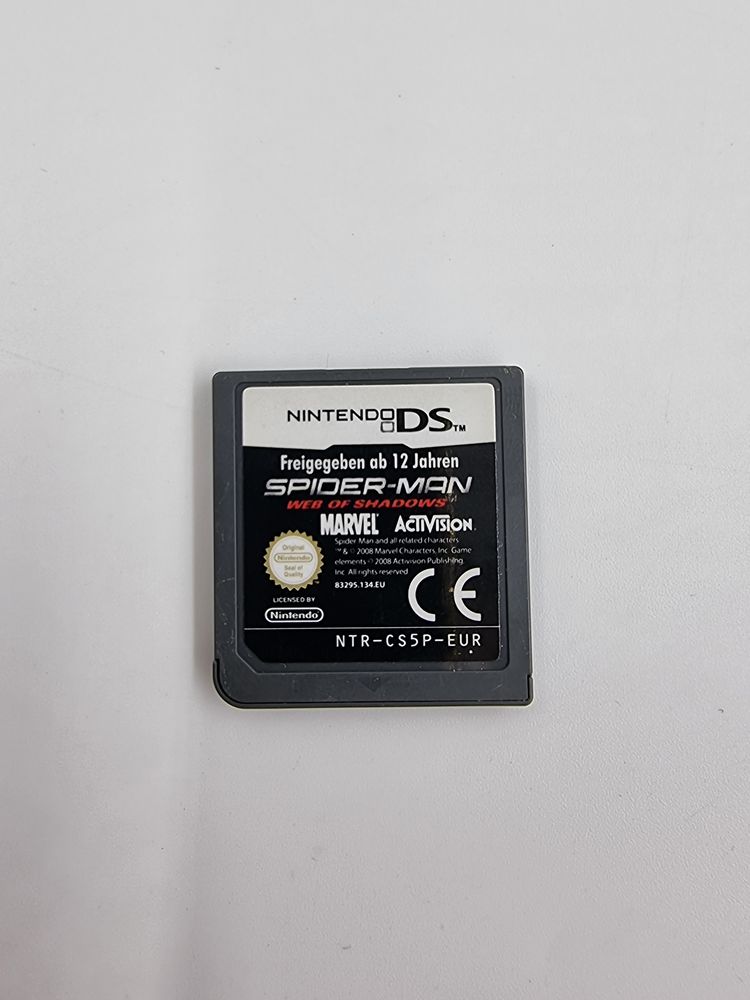 NINTENDO DS™
Freigegeben ab 12 Jahren
SPIDER-MAN
WEB OF SHADOWS
MARVEL ACTIVISION
Spider Man and all related characters
™ & © 2008 Marvel Characters, Inc. Game
elements © 2008 Activision Publishing,
Inc. All rights reserved
83295.134.EU
Original
Nintendo
Seal of
Quality
LICENSED BY
Nintendo
CE
NTR-CS5P-EUR